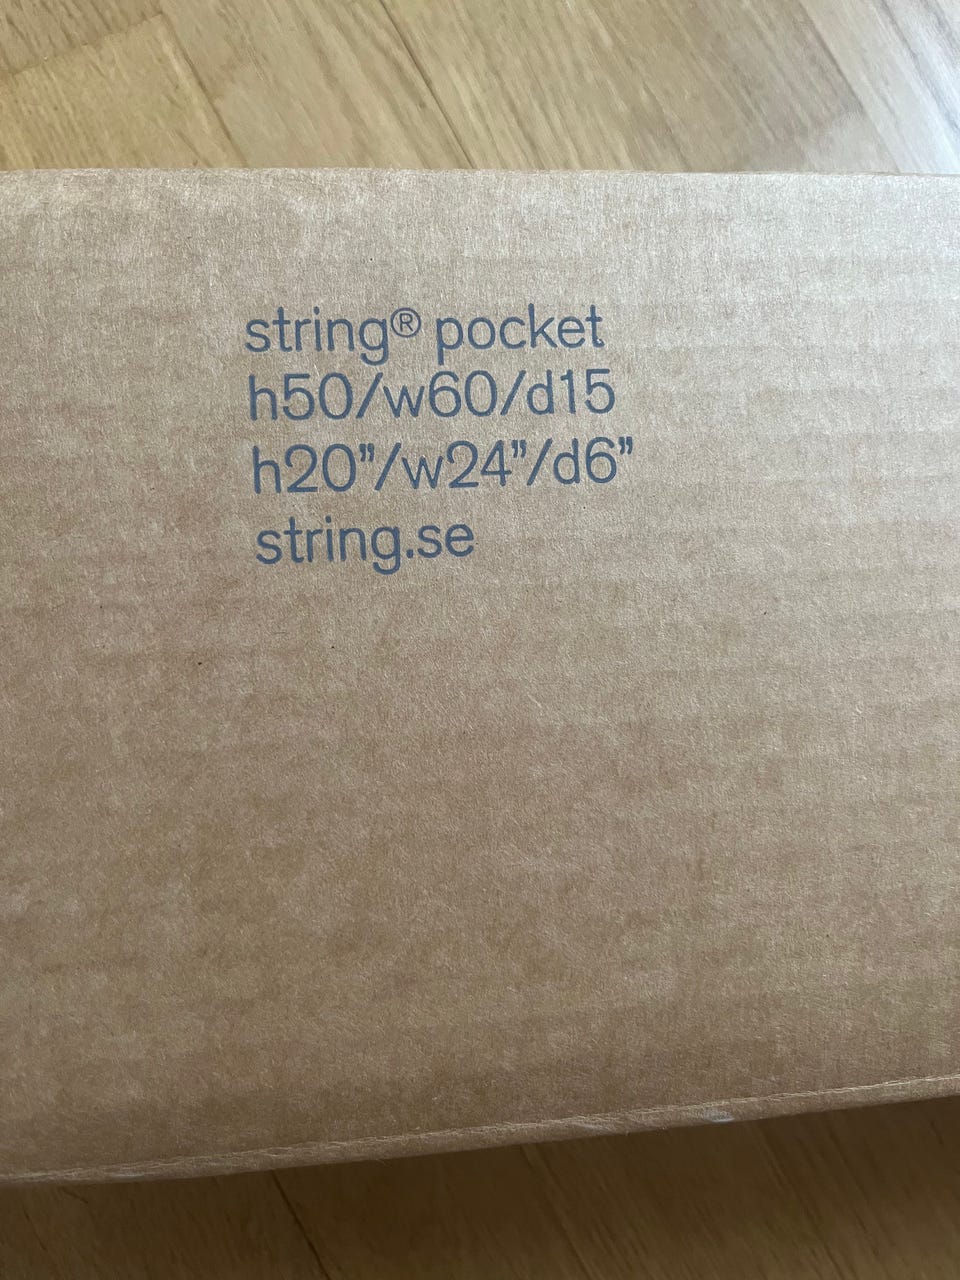 string® pocket
h50/w60/d15
h20”/w24”/d6”
string.se